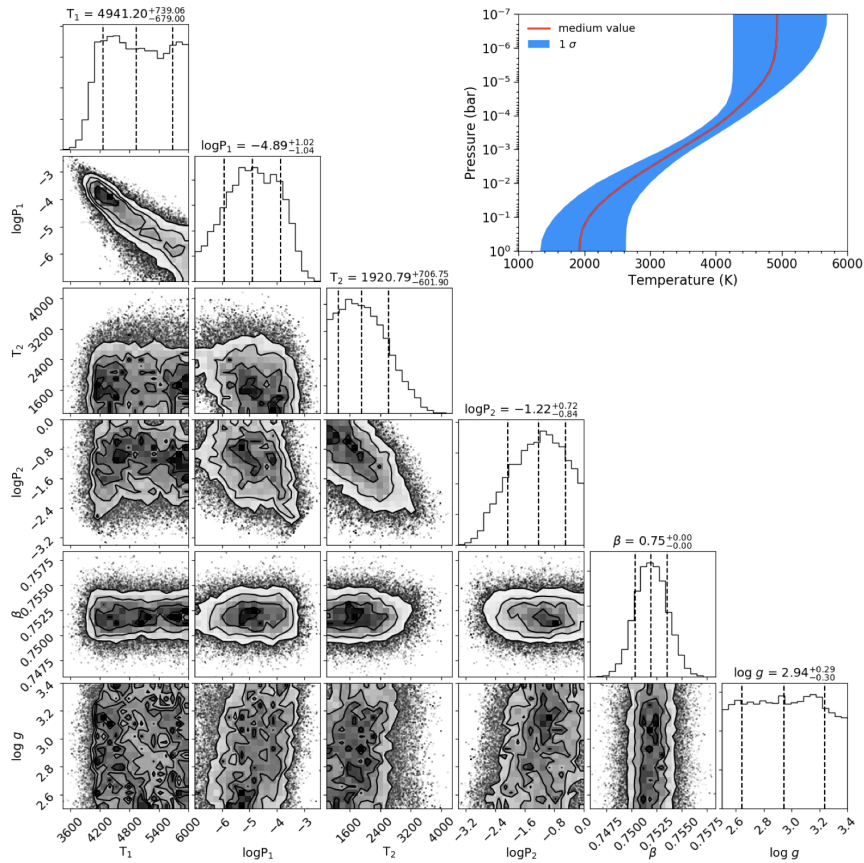 T₁ = 4941.20+739.06−679.00
10⁻⁷
medium value
1 σ
10⁻⁶
10⁻⁵
10⁻⁴
10⁻³
10⁻²
10⁻¹
10⁰
Pressure (bar)
1000 2000 3000 4000 5000 6000
Temperature (K)
logP₁ = −4.89+1.02−1.04
logP₁
−3
−4
−5
−6
T₂ = 1920.79+706.75−601.90
T₂
4000
3200
2400
1600
logP₂ = −1.22+0.72−0.84
logP₂
0.0
−0.8
−1.6
−2.4
−3.2
β = 0.75+0.00−0.00
β
0.7575
0.7550
0.7525
0.7500
0.7475
log g = 2.94+0.29−0.30
log g
3.4
3.2
3.0
2.8
2.6
3600 4200 4800 5400 6000
−6 −5 −4 −3
1600 2400 3200 4000
−3.2 −2.4 −1.6 −0.8 0.0
0.7475 0.7500 0.7525 0.7550 0.7575
2.6 2.8 3.0 3.2 3.4
T₁ logP₁ T₂ logP₂ β log g